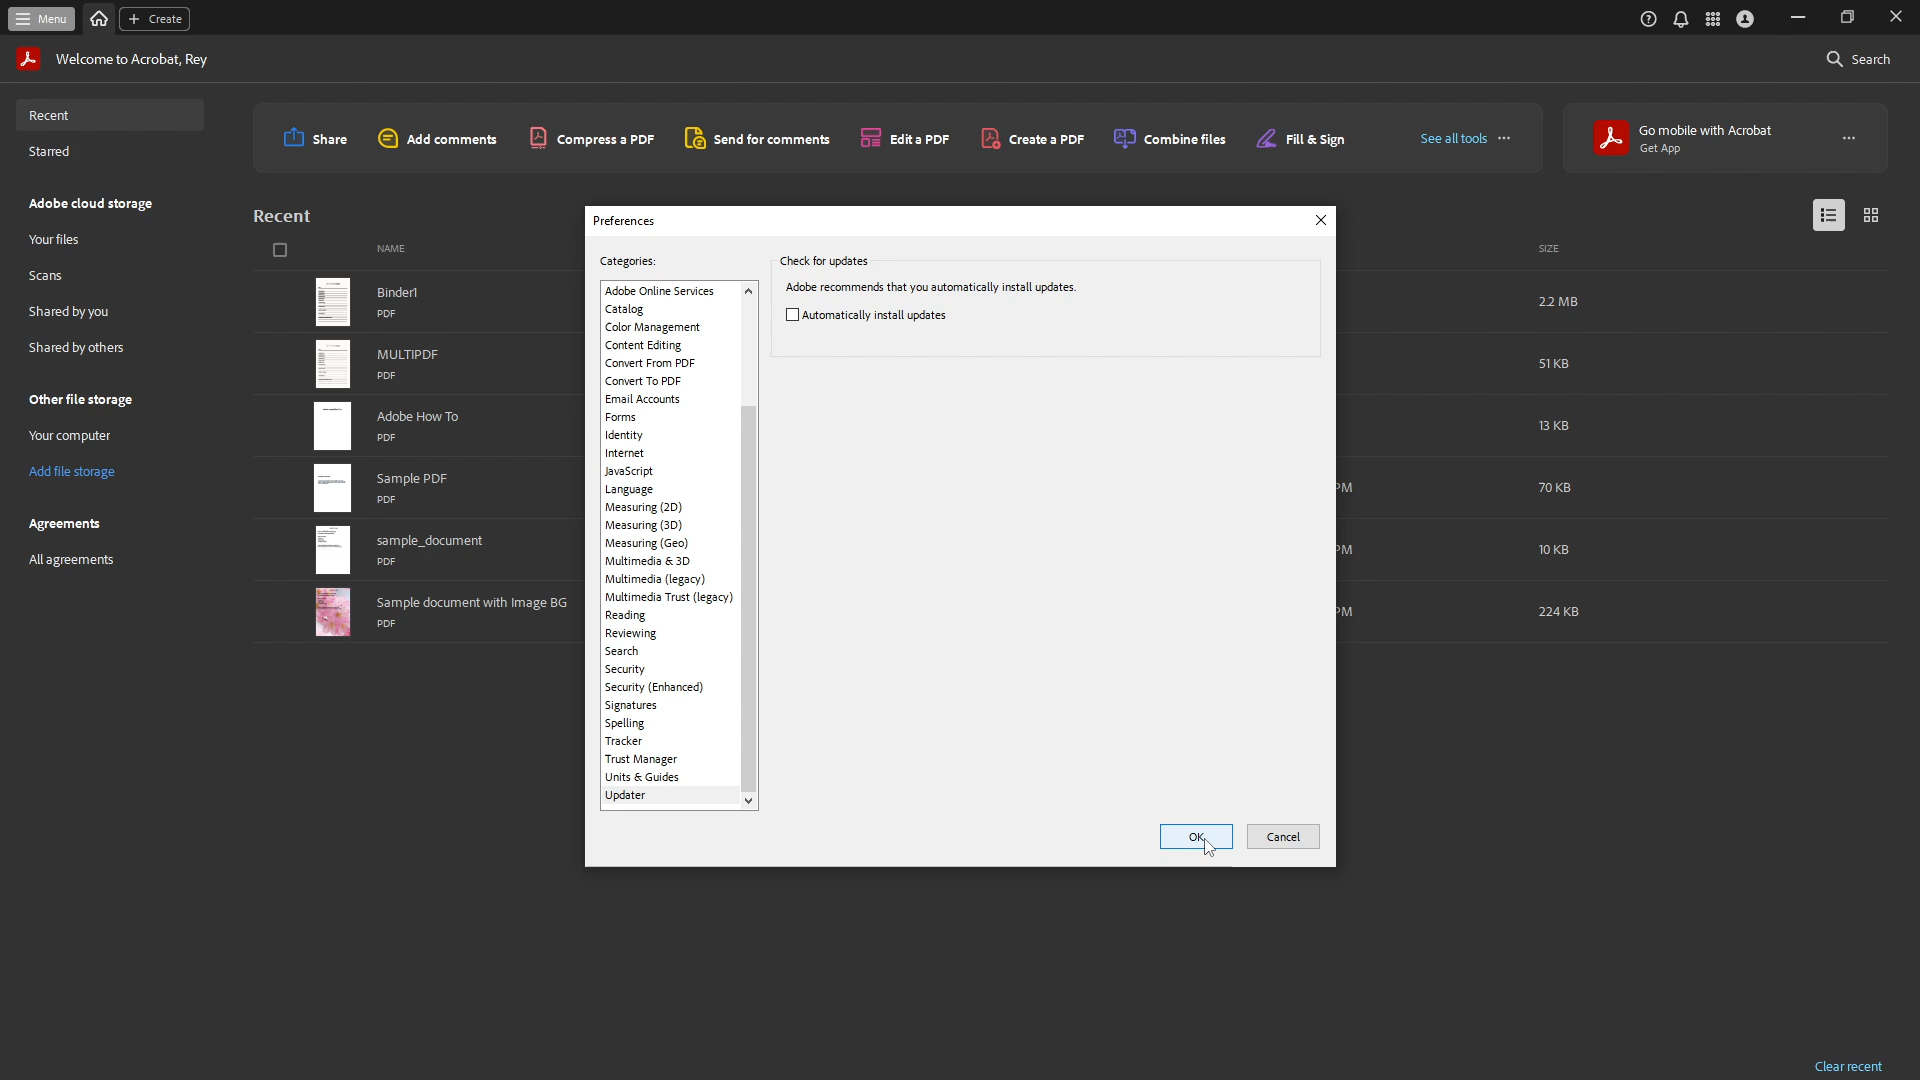 Menu
Create
Welcome to Acrobat, Rey
Search
Recent
Starred
Adobe cloud storage
Your files
Scans
Shared by you
Shared by others
Other file storage
Your computer
Add file storage
Agreements
All agreements
Share
Add comments
Compress a PDF
Send for comments
Edit a PDF
Create a PDF
Combine files
Fill & Sign
See all tools
Go mobile with Acrobat
Get App
Recent
NAME
SIZE
Binder1
PDF
2.2 MB
MULTIPDF
PDF
51 KB
Adobe How To
PDF
13 KB
Sample PDF
PDF
PM
70 KB
sample_document
PDF
PM
10 KB
Sample document with Image BG
PDF
PM
224 KB
Preferences
Categories:
Adobe Online Services
Catalog
Color Management
Content Editing
Convert From PDF
Convert To PDF
Email Accounts
Forms
Identity
Internet
JavaScript
Language
Measuring (2D)
Measuring (3D)
Measuring (Geo)
Multimedia & 3D
Multimedia (legacy)
Multimedia Trust (legacy)
Reading
Reviewing
Search
Security
Security (Enhanced)
Signatures
Spelling
Tracker
Trust Manager
Units & Guides
Updater
Check for updates
Adobe recommends that you automatically install updates.
Automatically install updates
OK
Cancel
Clear recent